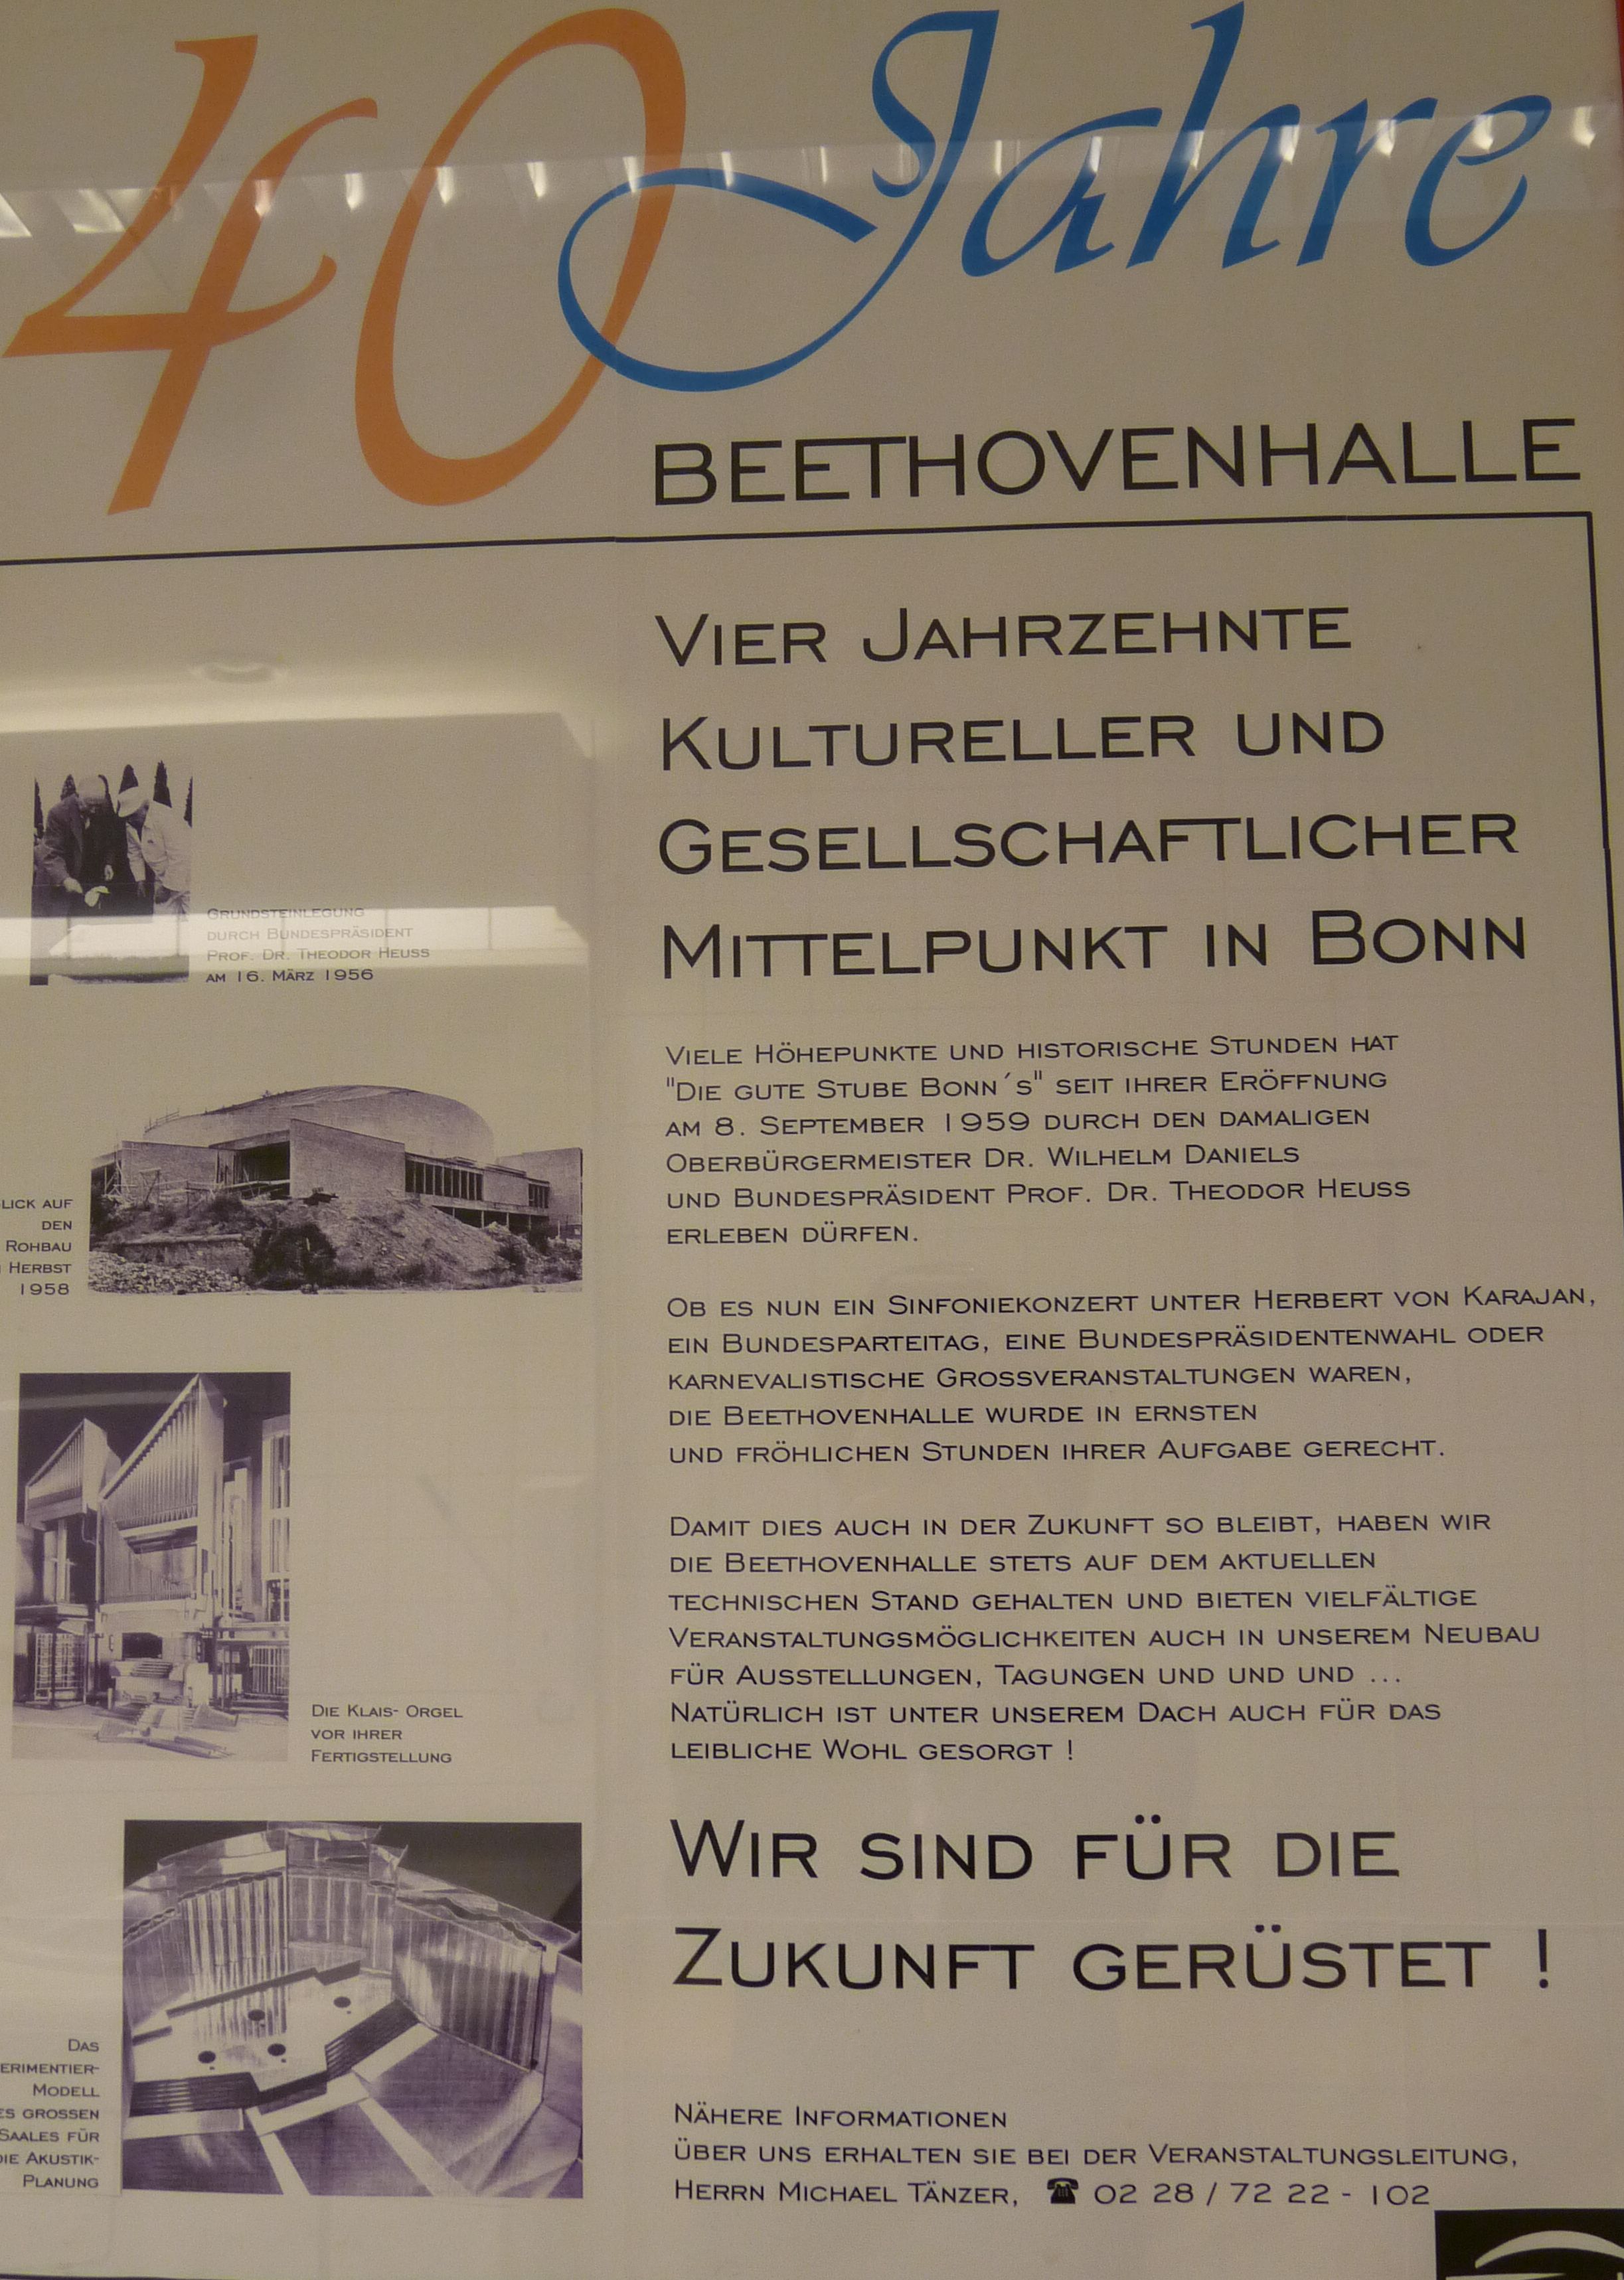 40 Jahre
BEETHOVENHALLE
VIER JAHRZEHNTE
KULTURELLER UND
GESELLSCHAFTLICHER
MITTELPUNKT IN BONN
GRUNDSTEINLEGUNG
DURCH BUNDESPRÄSIDENT
PROF. DR. THEODOR HEUSS
AM 16. MÄRZ 1956
LICK AUF
DEN
ROHBAU
HERBST
1958
DIE KLAIS- ORGEL
VOR IHRER
FERTIGSTELLUNG
DAS
ERIMENTIER-
MODELL
ES GROSSEN
SAALES FÜR
DIE AKUSTIK-
PLANUNG
VIELE HÖHEPUNKTE UND HISTORISCHE STUNDEN HAT
"DIE GUTE STUBE BONN´S" SEIT IHRER ERÖFFNUNG
AM 8. SEPTEMBER 1959 DURCH DEN DAMALIGEN
OBERBÜRGERMEISTER DR. WILHELM DANIELS
UND BUNDESPRÄSIDENT PROF. DR. THEODOR HEUSS
ERLEBEN DÜRFEN.
OB ES NUN EIN SINFONIEKONZERT UNTER HERBERT VON KARAJAN,
EIN BUNDESPARTEITAG, EINE BUNDESPRÄSIDENTENWAHL ODER
KARNEVALISTISCHE GROSSVERANSTALTUNGEN WAREN,
DIE BEETHOVENHALLE WURDE IN ERNSTEN
UND FRÖHLICHEN STUNDEN IHRER AUFGABE GERECHT.
DAMIT DIES AUCH IN DER ZUKUNFT SO BLEIBT, HABEN WIR
DIE BEETHOVENHALLE STETS AUF DEM AKTUELLEN
TECHNISCHEN STAND GEHALTEN UND BIETEN VIELFÄLTIGE
VERANSTALTUNGSMÖGLICHKEITEN AUCH IN UNSEREM NEUBAU
FÜR AUSSTELLUNGEN, TAGUNGEN UND UND UND ...
NATÜRLICH IST UNTER UNSEREM DACH AUCH FÜR DAS
LEIBLICHE WOHL GESORGT !
WIR SIND FÜR DIE
ZUKUNFT GERÜSTET !
NÄHERE INFORMATIONEN
ÜBER UNS ERHALTEN SIE BEI DER VERANSTALTUNGSLEITUNG,
HERRN MICHAEL TÄNZER, ☎ 02 28 / 72 22 - 102